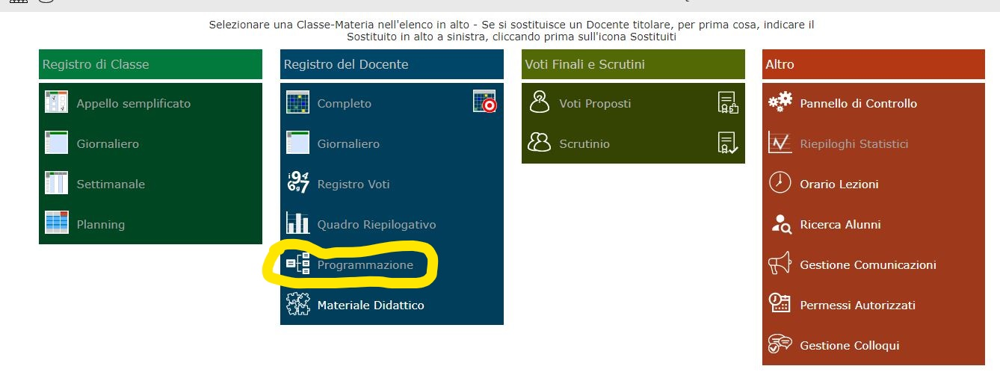 Selezionare una Classe-Materia nell'elenco in alto - Se si sostituisce un Docente titolare, per prima cosa, indicare il
Sostituito in alto a sinistra, cliccando prima sull'icona Sostituiti
Registro di Classe
Appello semplificato
Giornaliero
Settimanale
Planning
Registro del Docente
Completo
Giornaliero
Registro Voti
Quadro Riepilogativo
Programmazione
Materiale Didattico
Voti Finali e Scrutini
Voti Proposti
Scrutinio
Altro
Pannello di Controllo
Riepiloghi Statistici
Orario Lezioni
Ricerca Alunni
Gestione Comunicazioni
Permessi Autorizzati
Gestione Colloqui